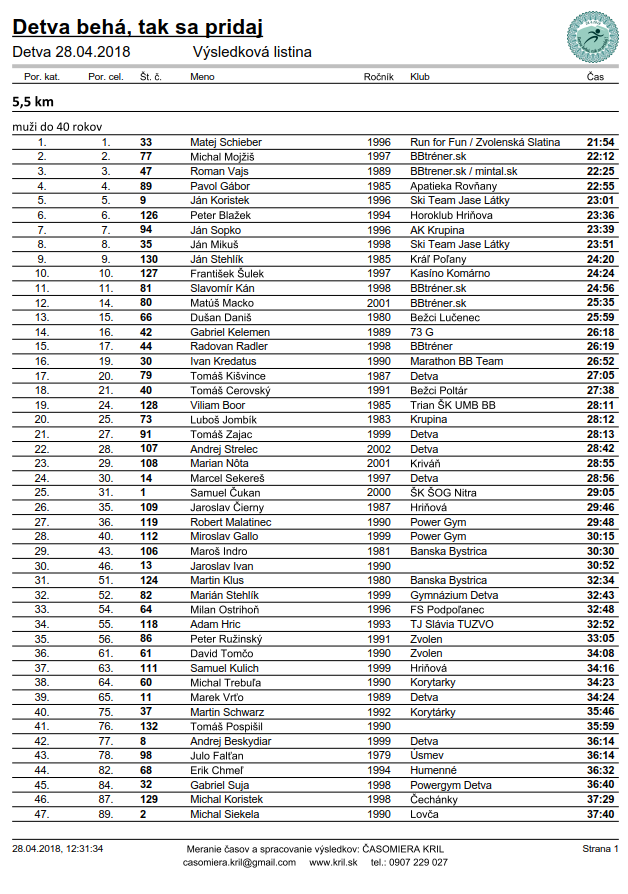 Detva behá, tak sa pridaj
Detva 28.04.2018 Výsledková listina
Por. kat. Por. cel. Št. č. Meno Ročník Klub Čas
5,5 km
muži do 40 rokov
1. 1. 33 Matej Schieber 1996 Run for Fun / Zvolenská Slatina 21:54
2. 2. 77 Michal Mojžiš 1997 BBtréner.sk 22:12
3. 3. 47 Roman Vajs 1989 BBtrener.sk / mintal.sk 22:25
4. 4. 89 Pavol Gábor 1985 Apatieka Rovňany 22:55
5. 5. 9 Ján Koristek 1996 Ski Team Jase Látky 23:01
6. 6. 126 Peter Blažek 1994 Horoklub Hriňova 23:36
7. 7. 94 Ján Sopko 1996 AK Krupina 23:39
8. 8. 35 Ján Mikuš 1998 Ski Team Jase Látky 23:51
9. 9. 130 Ján Stehlík 1985 Kráľ Poľany 24:20
10. 10. 127 František Šulek 1997 Kasíno Komárno 24:24
11. 11. 81 Slavomír Kán 1998 BBtréner.sk 24:56
12. 14. 80 Matúš Macko 2001 BBtréner.sk 25:35
13. 15. 66 Dušan Daniš 1980 Bežci Lučenec 25:59
14. 16. 42 Gabriel Kelemen 1989 73 G 26:18
15. 17. 44 Radovan Radler 1998 BBtréner 26:19
16. 19. 30 Ivan Kredatus 1990 Marathon BB Team 26:52
17. 20. 79 Tomáš Kišvince 1987 Detva 27:05
18. 21. 40 Tomáš Cerovský 1991 Bežci Poltár 27:38
19. 24. 128 Viliam Boor 1985 Trian ŠK UMB BB 28:11
20. 25. 73 Luboš Jombík 1983 Krupina 28:12
21. 27. 91 Tomáš Zajac 1999 Detva 28:13
22. 28. 107 Andrej Strelec 2002 Detva 28:42
23. 29. 108 Marian Nôta 2001 Kriváň 28:55
24. 30. 14 Marcel Sekereš 1997 Detva 28:56
25. 31. 1 Samuel Čukan 2000 ŠK ŠOG Nitra 29:05
26. 35. 109 Jaroslav Čierny 1987 Hriňová 29:46
27. 36. 119 Robert Malatinec 1990 Power Gym 29:48
28. 40. 112 Miroslav Gallo 1999 Power Gym 30:15
29. 43. 106 Maroš Indro 1981 Banska Bystrica 30:30
30. 46. 13 Jaroslav Ivan 1990 30:52
31. 51. 124 Martin Klus 1980 Banska Bystrica 32:34
32. 52. 82 Marián Stehlík 1999 Gymnázium Detva 32:43
33. 54. 64 Milan Ostrihoň 1996 FS Podpoľanec 32:48
34. 55. 118 Adam Hric 1993 TJ Slávia TUZVO 32:52
35. 56. 86 Peter Ružinský 1991 Zvolen 33:05
36. 61. 61 David Tomčo 1990 Zvolen 34:08
37. 63. 111 Samuel Kulich 1999 Hriňová 34:16
38. 64. 60 Michal Trebuľa 1990 Korytarky 34:23
39. 65. 11 Marek Vrťo 1989 Detva 34:24
40. 75. 37 Martin Schwarz 1992 Korytárky 35:46
41. 76. 132 Tomáš Pospišil 1990 35:59
42. 77. 8 Andrej Beskydiar 1999 Detva 36:14
43. 78. 98 Julo Falťan 1979 Úsmev 36:14
44. 82. 68 Erik Chmeľ 1994 Humenné 36:32
45. 84. 32 Gabriel Suja 1998 Powergym Detva 36:40
46. 87. 129 Michal Koristek 1998 Čechánky 37:29
47. 89. 2 Michal Siekela 1990 Lovča 37:40
28.04.2018, 12:31:34 Meranie časov a spracovanie výsledkov: ČASOMIERA KRIL Strana 1
casomiera.kril@gmail.com www.kril.sk tel.: 0907 229 027